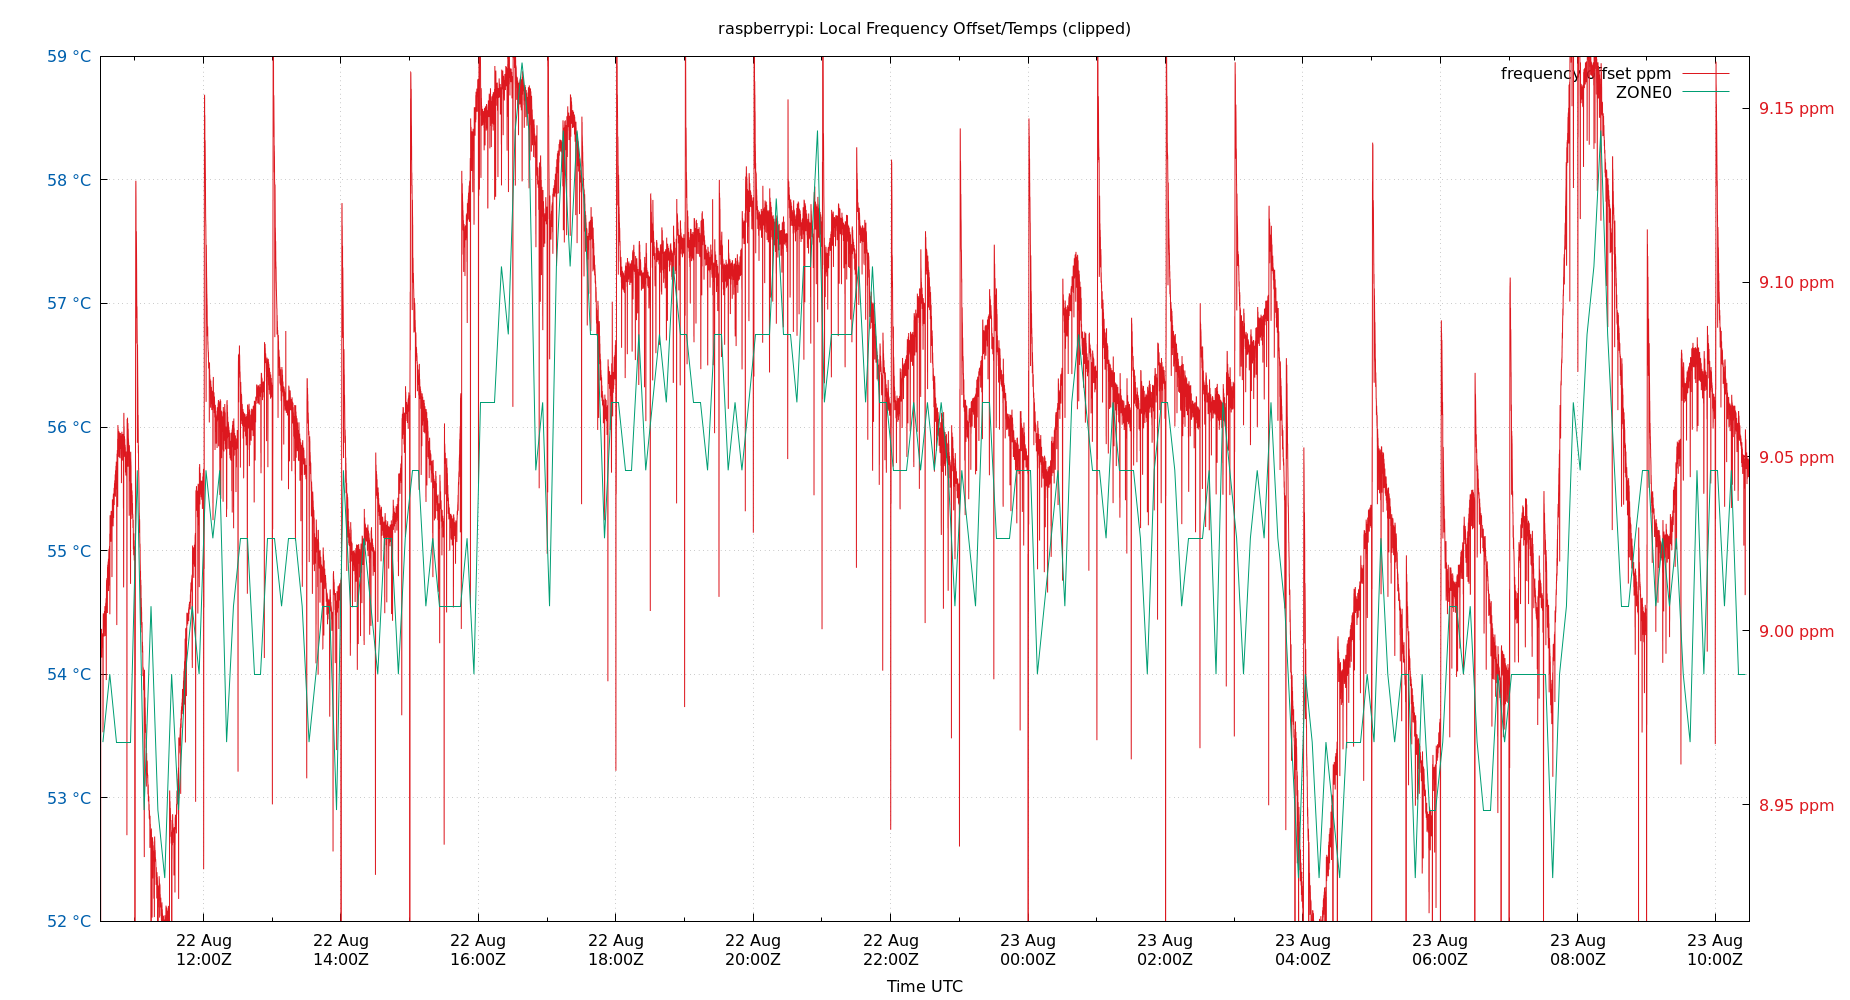 raspberrypi: Local Frequency Offset/Temps (clipped)
59 °C
58 °C
57 °C
56 °C
55 °C
54 °C
53 °C
52 °C
frequency offset ppm
ZONE0
9.15 ppm
9.10 ppm
9.05 ppm
9.00 ppm
8.95 ppm
22 Aug 22 Aug 22 Aug 22 Aug 22 Aug 22 Aug 23 Aug 23 Aug 23 Aug 23 Aug 23 Aug 23 Aug
12:00Z 14:00Z 16:00Z 18:00Z 20:00Z 22:00Z 00:00Z 02:00Z 04:00Z 06:00Z 08:00Z 10:00Z
Time UTC